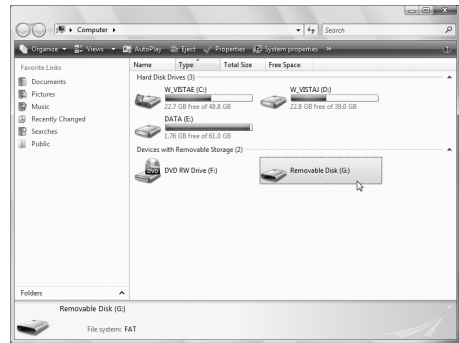 Computer
Search
Organize Views AutoPlay Eject Properties System properties »
Favorite Links
Documents
Pictures
Music
Recently Changed
Searches
Public
Folders
Name Type Total Size Free Space
Hard Disk Drives (3)
W_VISTAE (C:)
22.7 GB free of 48.8 GB
W_VISTAJ (D:)
22.8 GB free of 39.0 GB
DATA (E:)
1.76 GB free of 61.0 GB
Devices with Removable Storage (2)
DVD RW Drive (F:)
DVD
Removable Disk (G:)
Removable Disk (G:)
File system: FAT